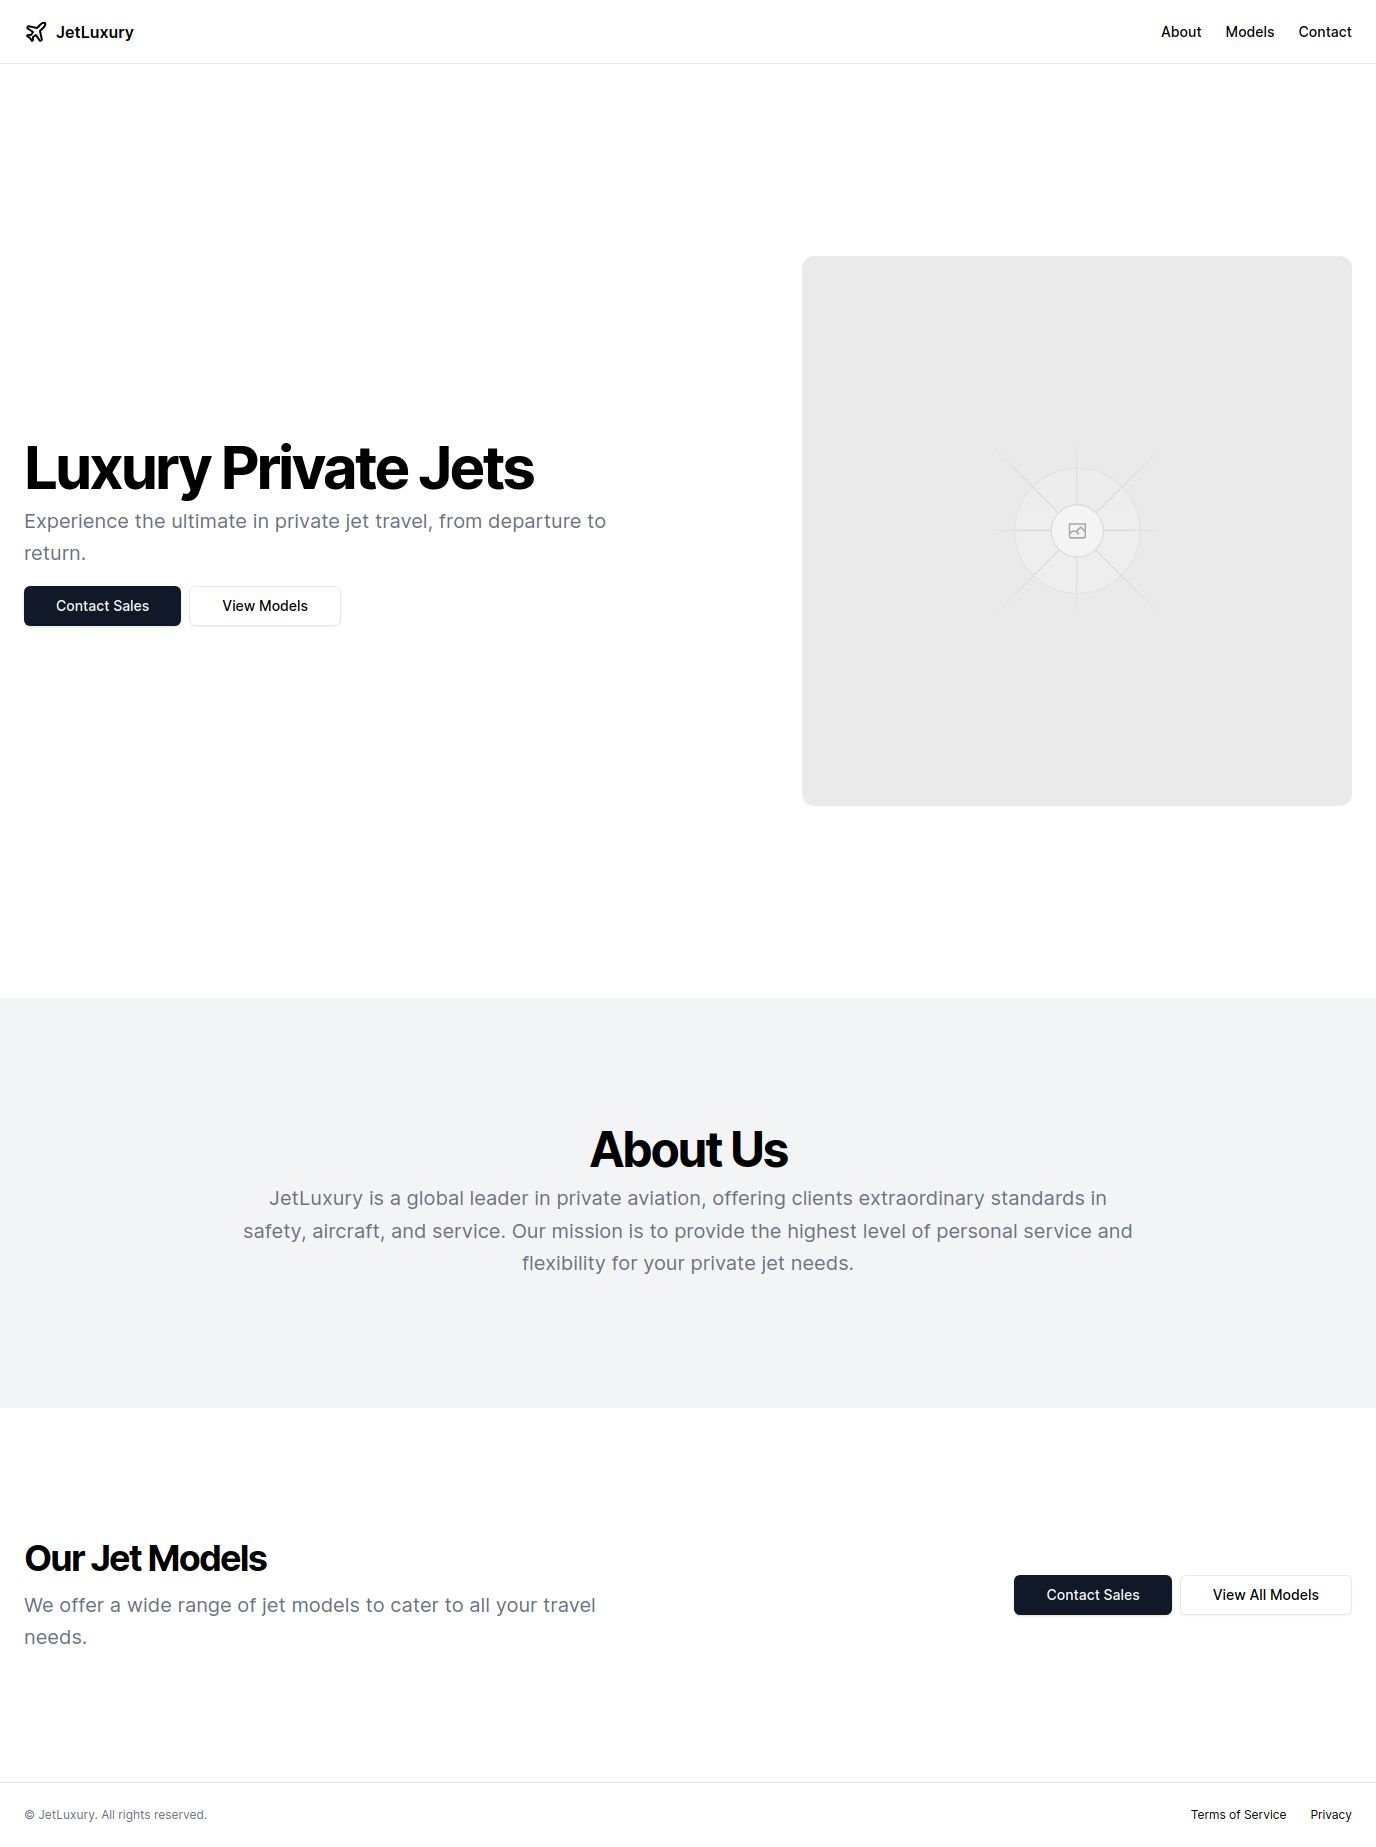 JetLuxury
About Models Contact
Luxury Private Jets
Experience the ultimate in private jet travel, from departure to
return.
Contact Sales
View Models
About Us
JetLuxury is a global leader in private aviation, offering clients extraordinary standards in
safety, aircraft, and service. Our mission is to provide the highest level of personal service and
flexibility for your private jet needs.
Our Jet Models
We offer a wide range of jet models to cater to all your travel
needs.
Contact Sales
View All Models
© JetLuxury. All rights reserved.
Terms of Service Privacy